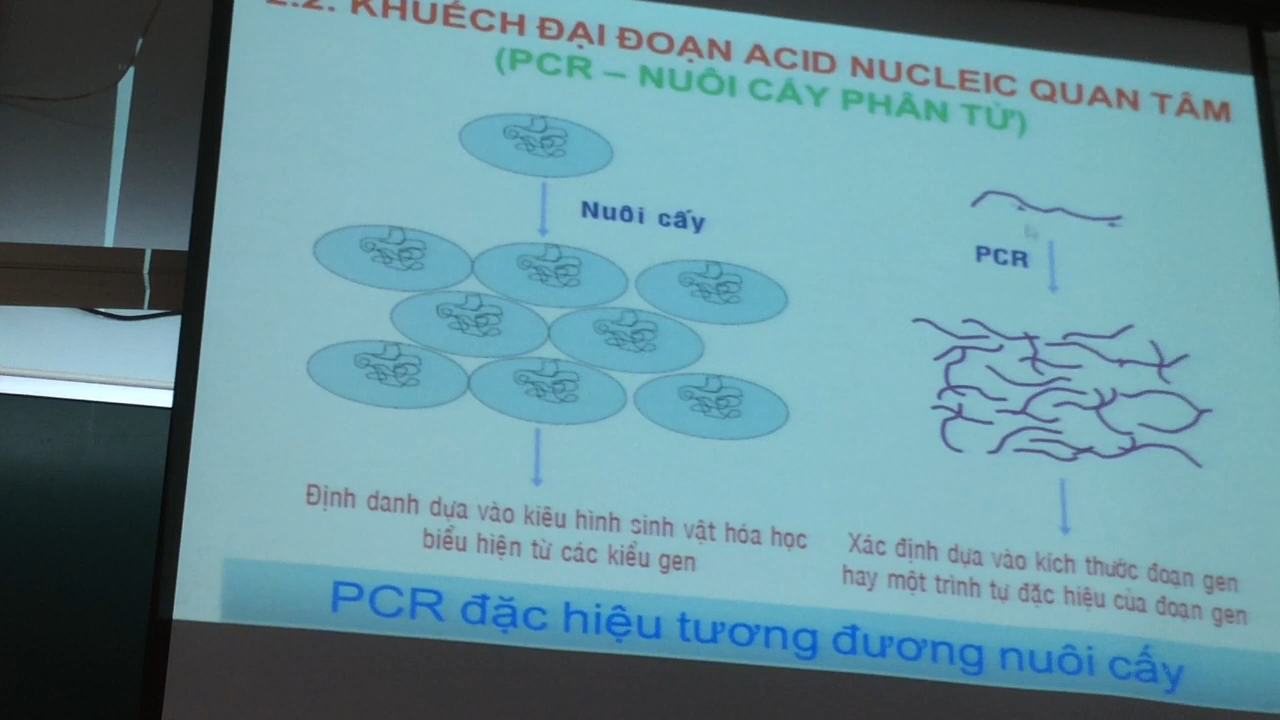 2.2. KHUẾCH ĐẠI ĐOẠN ACID NUCLEIC QUAN TÂM
(PCR – NUÔI CẤY PHÂN TỬ)
Nuôi cấy
PCR
Định danh dựa vào kiêu hình sinh vật hóa học
biểu hiện từ các kiểu gen
Xác định dựa vào kích thước đoạn gen
hay một trình tự đặc hiệu của đoạn gen
PCR đặc hiệu tương đương nuôi cấy